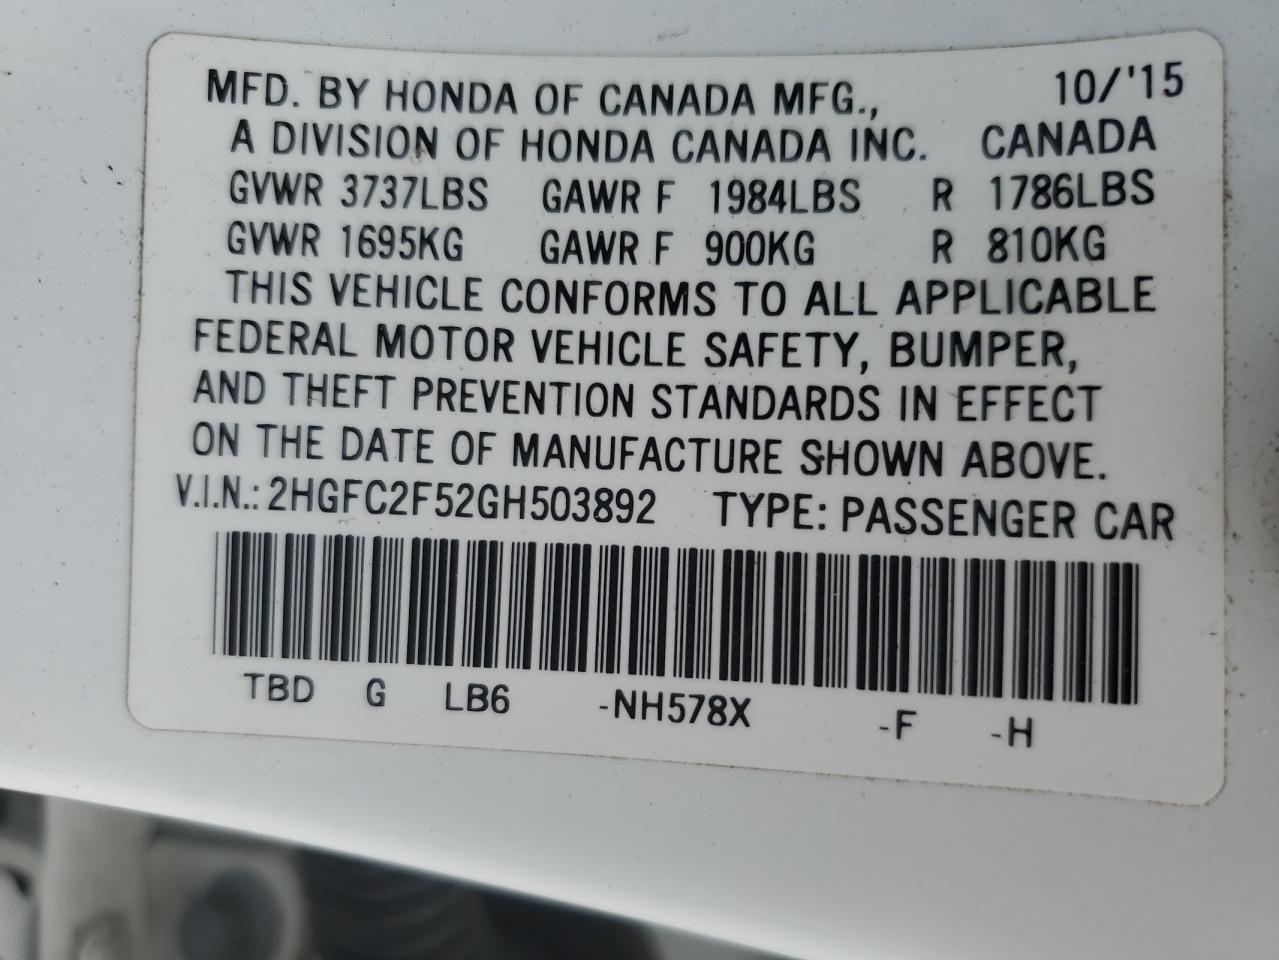 MFD. BY HONDA OF CANADA MFG., 10/'15
A DIVISION OF HONDA CANADA INC. CANADA
GVWR 3737LBS GAWR F 1984LBS R 1786LBS
GVWR 1695KG GAWR F 900KG R 810KG
THIS VEHICLE CONFORMS TO ALL APPLICABLE
FEDERAL MOTOR VEHICLE SAFETY, BUMPER,
AND THEFT PREVENTION STANDARDS IN EFFECT
ON THE DATE OF MANUFACTURE SHOWN ABOVE.
V.I.N.: 2HGFC2F52GH503892 TYPE: PASSENGER CAR
TBD G LB6 -NH578X -F -H